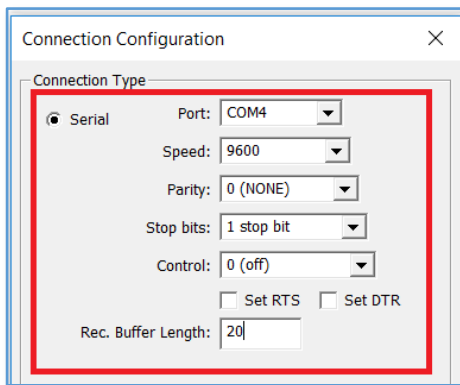 Connection Configuration
Connection Type
Serial Port: COM4
Speed: 9600
Parity: 0 (NONE)
Stop bits: 1 stop bit
Control: 0 (off)
Set RTS Set DTR
Rec. Buffer Length: 20